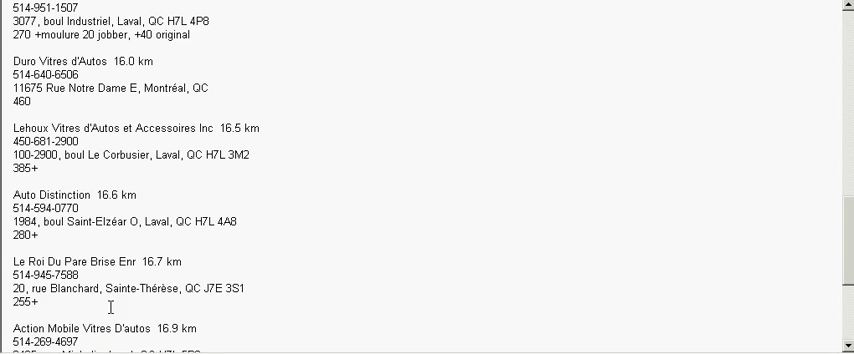 514-951-1507
3077, boul Industriel, Laval, QC H7L 4P8
270 +moulure 20 jobber, +40 original
Duro Vitres d'Autos 16.0 km
514-640-6506
11675 Rue Notre Dame E, Montréal, QC
460
Lehoux Vitres d'Autos et Accessoires Inc 16.5 km
450-681-2900
100-2900, boul Le Corbusier, Laval, QC H7L 3M2
385+
Auto Distinction 16.6 km
514-594-0770
1984, boul Saint-Elzéar O, Laval, QC H7L 4A8
280+
Le Roi Du Pare Brise Enr 16.7 km
514-945-7588
20, rue Blanchard, Sainte-Thérèse, QC J7E 3S1
255+
Action Mobile Vitres D'autos 16.9 km
514-269-4697